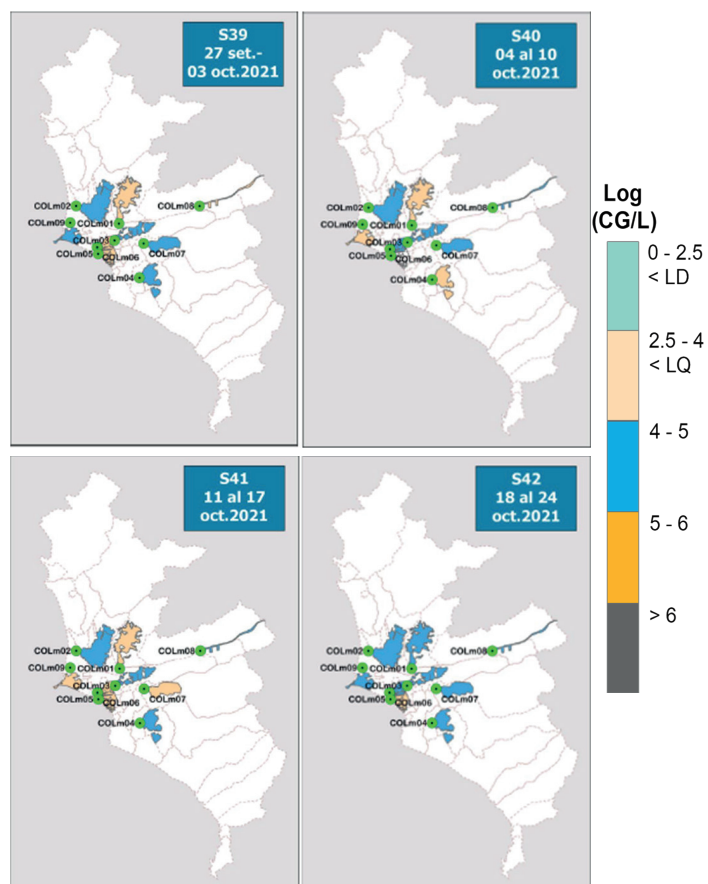 S39
27 set.-
03 oct.2021
COLm02
COLm08
COLm09
COLm01
COLm03
COLm05
COLm06
COLm07
COLm04
S40
04 al 10
oct.2021
COLm02
COLm08
COLm09
COLm01
COLm03
COLm05
COLm06
COLm07
COLm04
S41
11 al 17
oct.2021
COLm02
COLm08
COLm09
COLm01
COLm03
COLm05
COLm06
COLm07
COLm04
S42
18 al 24
oct.2021
COLm02
COLm08
COLm09
COLm01
COLm03
COLm05
COLm06
COLm07
COLm04
Log
(CG/L)
0 - 2.5
< LD
2.5 - 4
< LQ
4 - 5
5 - 6
> 6